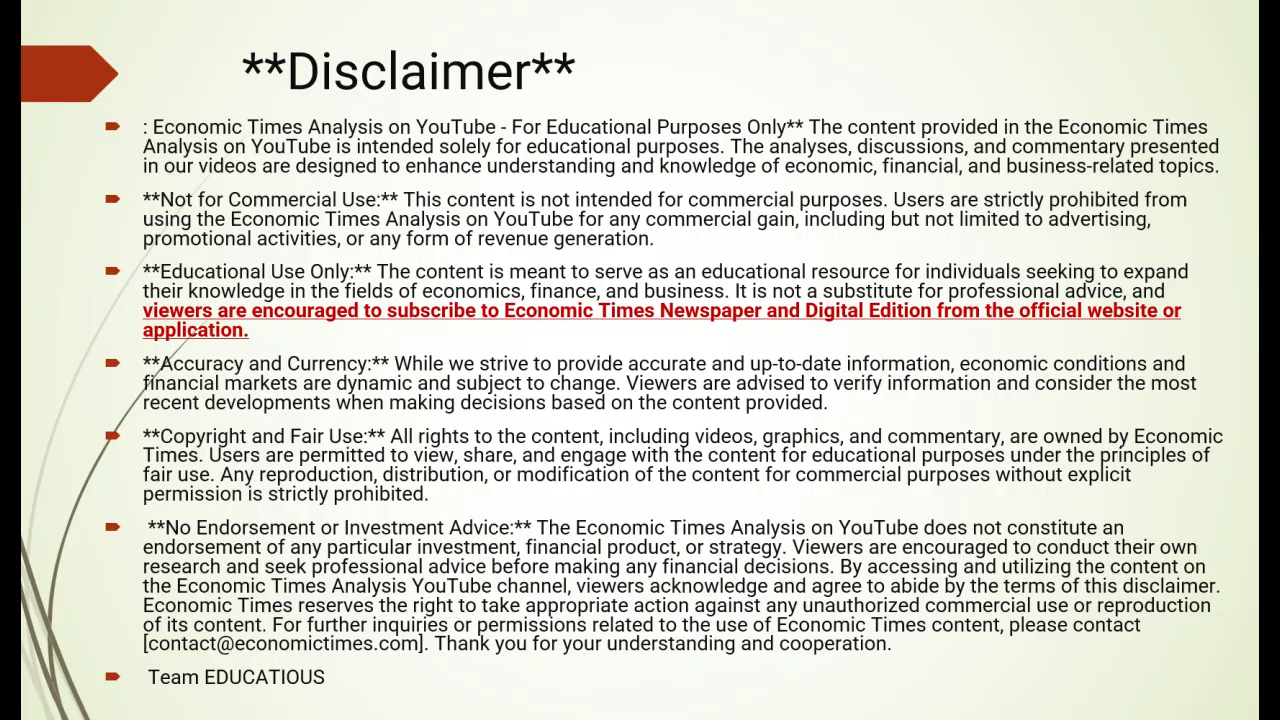 **Disclaimer**
: Economic Times Analysis on YouTube - For Educational Purposes Only** The content provided in the Economic Times
Analysis on YouTube is intended solely for educational purposes. The analyses, discussions, and commentary presented
in our videos are designed to enhance understanding and knowledge of economic, financial, and business-related topics.
**Not for Commercial Use:** This content is not intended for commercial purposes. Users are strictly prohibited from
using the Economic Times Analysis on YouTube for any commercial gain, including but not limited to advertising,
promotional activities, or any form of revenue generation.
**Educational Use Only:** The content is meant to serve as an educational resource for individuals seeking to expand
their knowledge in the fields of economics, finance, and business. It is not a substitute for professional advice, and
viewers are encouraged to subscribe to Economic Times Newspaper and Digital Edition from the official website or
application.
**Accuracy and Currency:** While we strive to provide accurate and up-to-date information, economic conditions and
financial markets are dynamic and subject to change. Viewers are advised to verify information and consider the most
recent developments when making decisions based on the content provided.
**Copyright and Fair Use:** All rights to the content, including videos, graphics, and commentary, are owned by Economic
Times. Users are permitted to view, share, and engage with the content for educational purposes under the principles of
fair use. Any reproduction, distribution, or modification of the content for commercial purposes without explicit
permission is strictly prohibited.
**No Endorsement or Investment Advice:** The Economic Times Analysis on YouTube does not constitute an
endorsement of any particular investment, financial product, or strategy. Viewers are encouraged to conduct their own
research and seek professional advice before making any financial decisions. By accessing and utilizing the content on
the Economic Times Analysis YouTube channel, viewers acknowledge and agree to abide by the terms of this disclaimer.
Economic Times reserves the right to take appropriate action against any unauthorized commercial use or reproduction
of its content. For further inquiries or permissions related to the use of Economic Times content, please contact
[contact@economictimes.com]. Thank you for your understanding and cooperation.
Team EDUCATIOUS